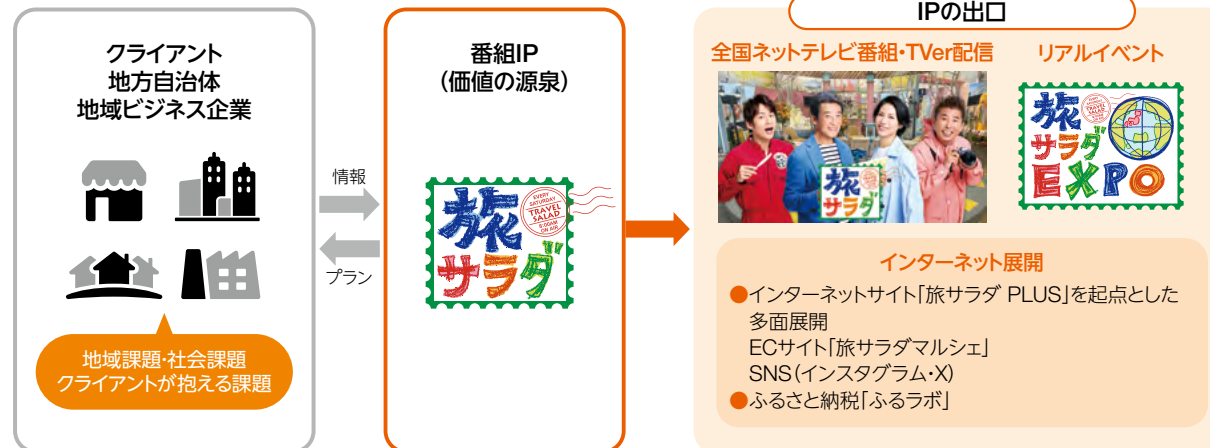 クライアント
地方自治体
地域ビジネス企業
地域課題・社会課題
クライアントが抱える課題
情報
プラン
番組IP
(価値の源泉)
旅
サラダ
EVERY
SATURDAY
TRAVEL
SALAD
8:00AM
ON AIR
IPの出口
全国ネットテレビ番組・TVer配信
旅
サラダ
リアルイベント
旅
サラダ
EXPO
インターネット展開
●インターネットサイト「旅サラダ PLUS」を起点とした
多面展開
ECサイト「旅サラダマルシェ」
SNS(インスタグラム・X)
●ふるさと納税「ふるラボ」